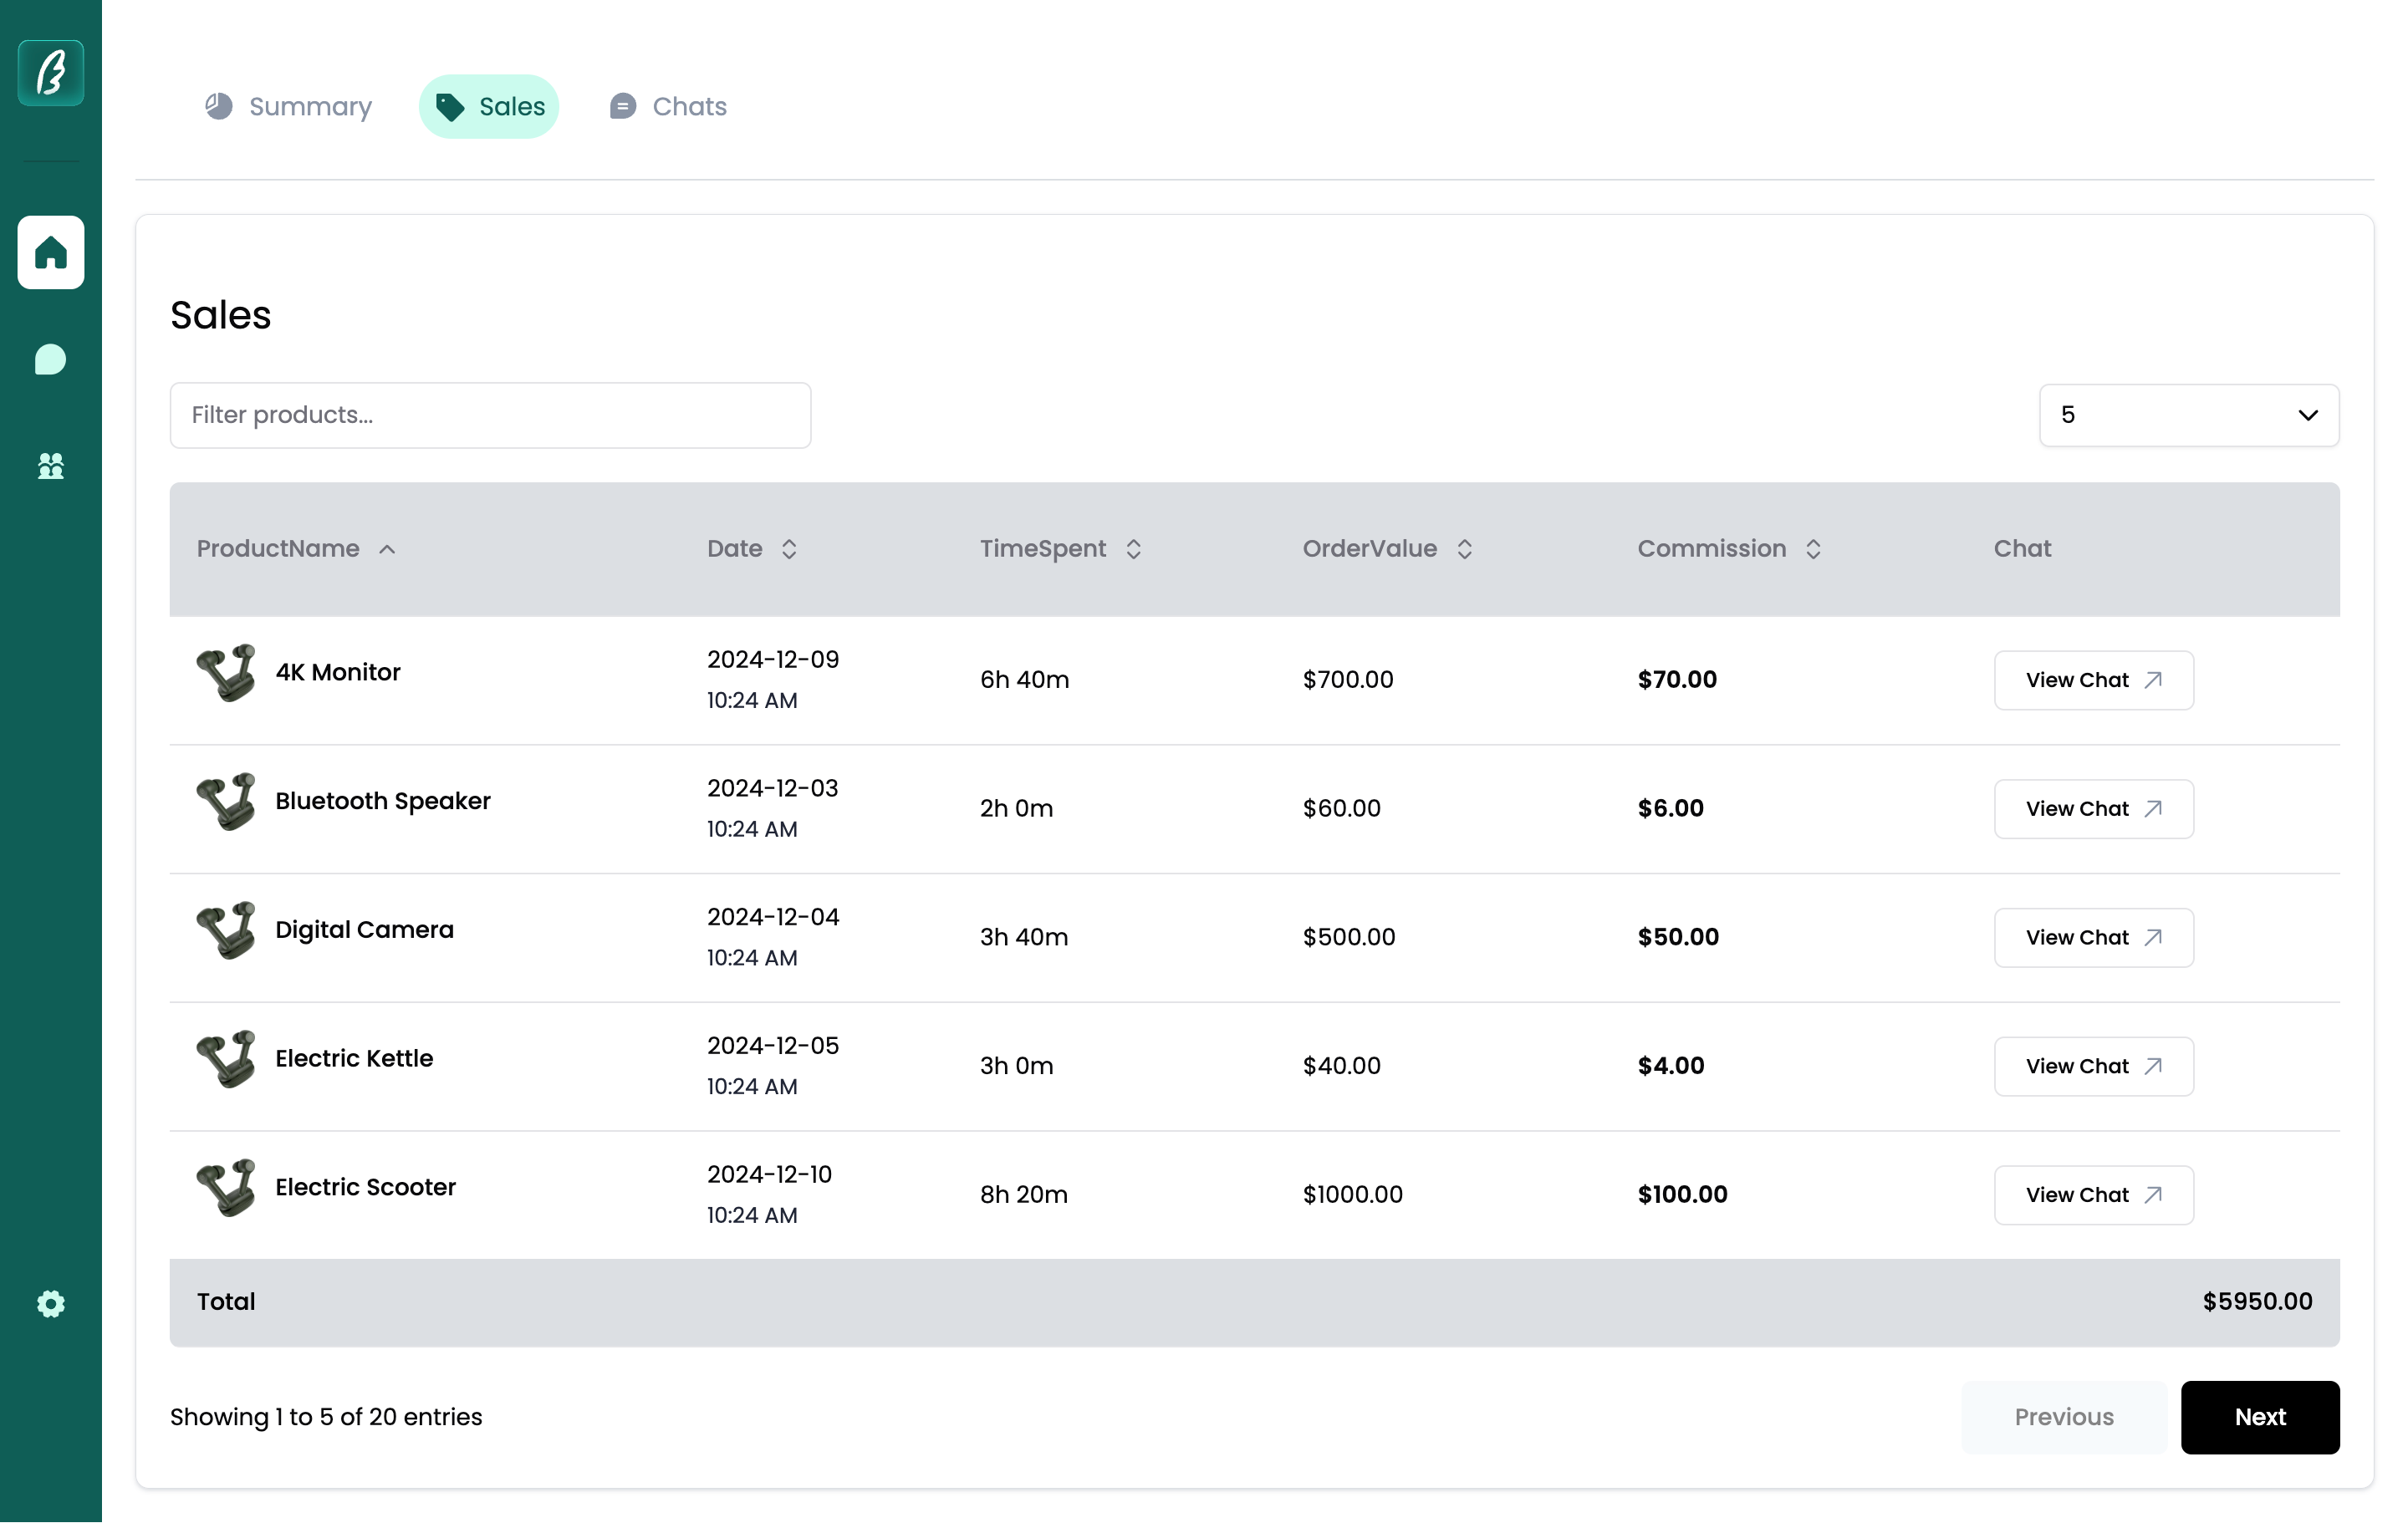 Summary Sales Chats
Sales
Filter products...
5
ProductName Date TimeSpent OrderValue Commission Chat
4K Monitor 2024-12-09 10:24 AM 6h 40m $700.00 $70.00 View Chat
Bluetooth Speaker 2024-12-03 10:24 AM 2h 0m $60.00 $6.00 View Chat
Digital Camera 2024-12-04 10:24 AM 3h 40m $500.00 $50.00 View Chat
Electric Kettle 2024-12-05 10:24 AM 3h 0m $40.00 $4.00 View Chat
Electric Scooter 2024-12-10 10:24 AM 8h 20m $1000.00 $100.00 View Chat
Total $5950.00
Showing 1 to 5 of 20 entries Previous Next